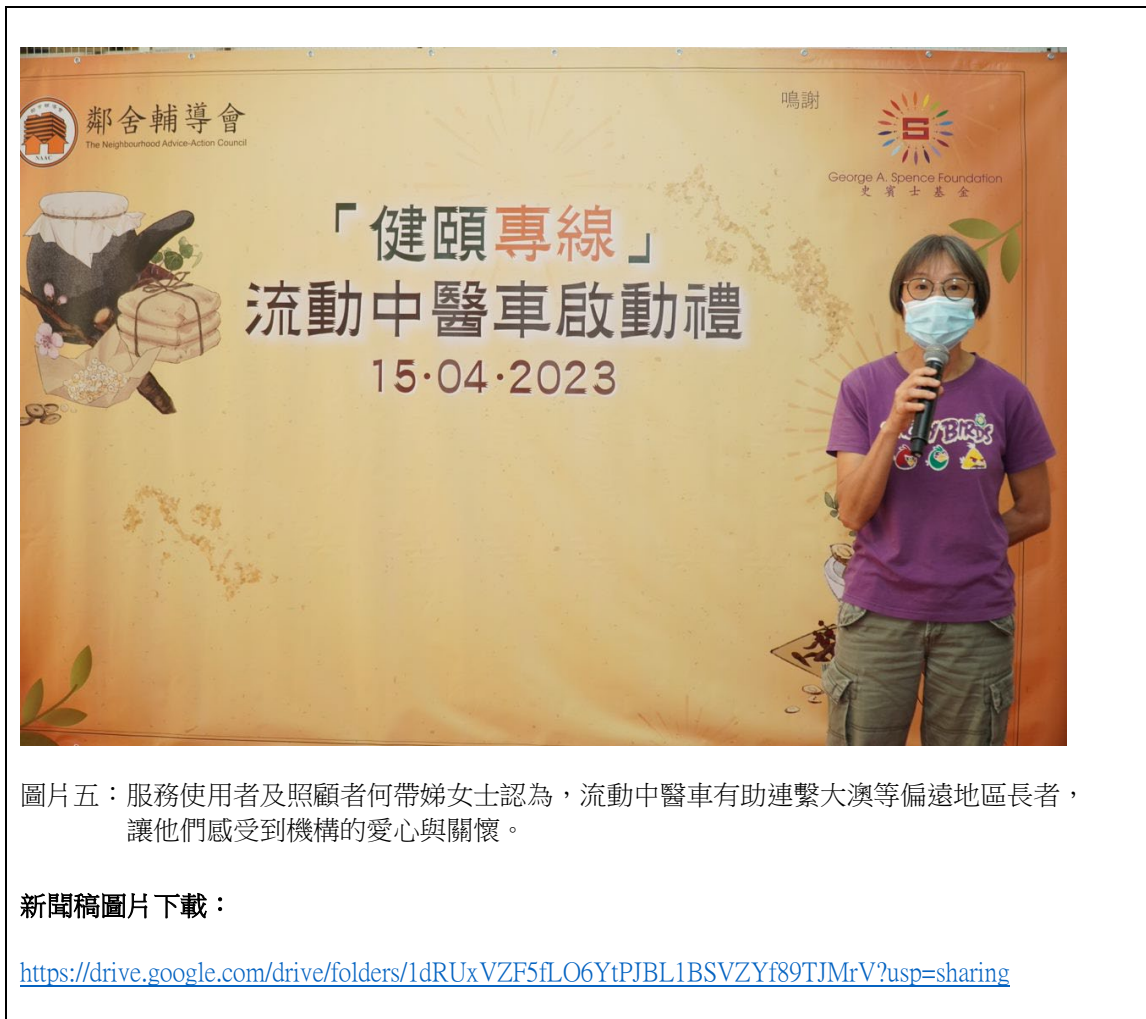 鄰舍輔導會
The Neighbourhood Advice-Action Council
NAAC
鳴謝
George A. Spence Foundation
史賓士基金
「健頤專線」
流動中醫車啟動禮
15·04·2023
BIRDS
圖片五：服務使用者及照顧者何帶娣女士認為，流動中醫車有助連繫大澳等偏遠地區長者，
讓他們感受到機構的愛心與關懷。
新聞稿圖片下載：
https://drive.google.com/drive/folders/1dRUxVZF5fLO6YtPJBL1BSVZYf89TJMrV?usp=sharing